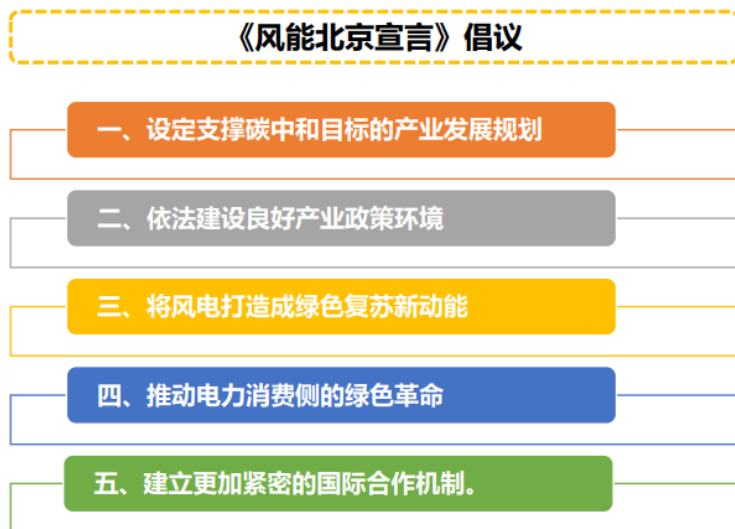 《风能北京宣言》倡议
一、设定支撑碳中和目标的产业发展规划
二、依法建设良好产业政策环境
三、将风电打造成绿色复苏新动能
四、推动电力消费侧的绿色革命
五、建立更加紧密的国际合作机制。